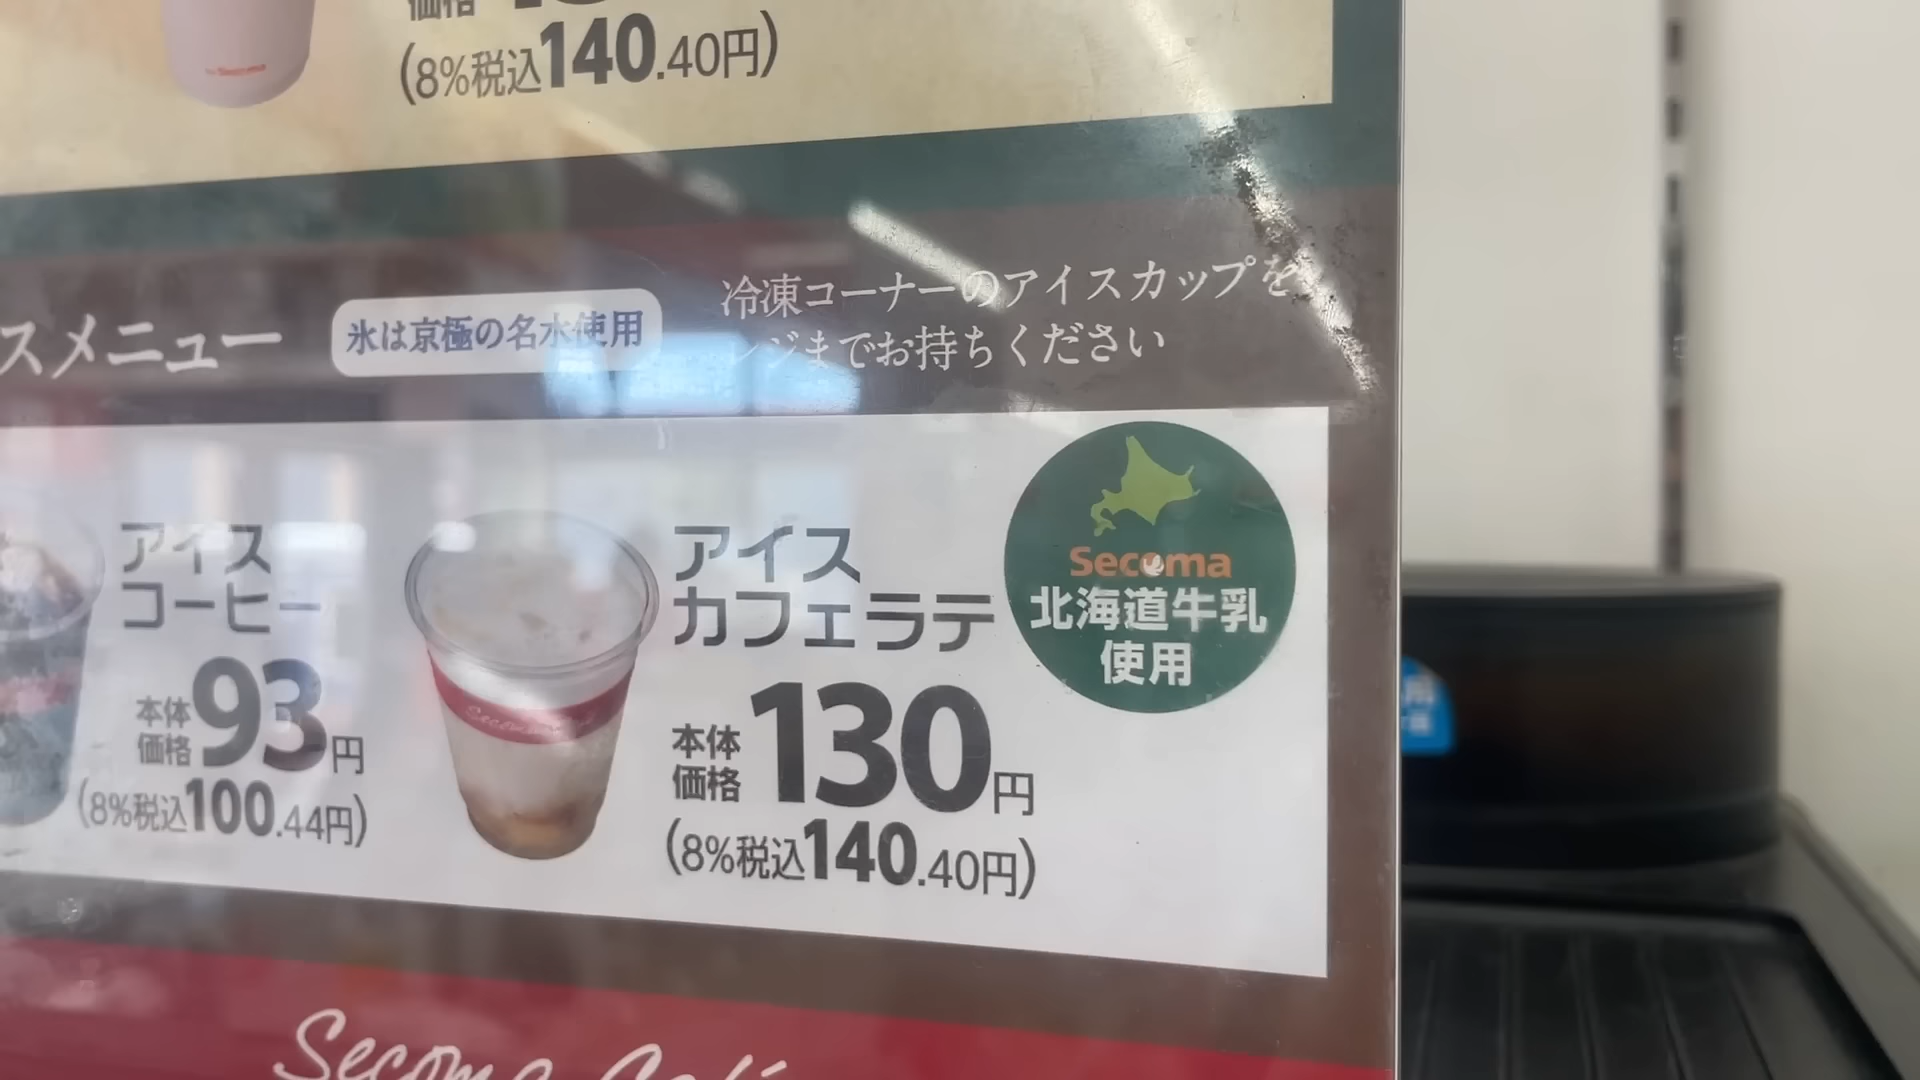 価格
(8%税込140.40円)
Secoma
スメニュー
氷は京極の名水使用
冷凍コーナーのアイスカップを
レジまでお持ちください
アイス
コーヒー
本体
価格
93円
(8%税込100.44円)
アイス
カフェラテ
本体
価格
130円
(8%税込140.40円)
Secoma
北海道牛乳
使用
Secoma